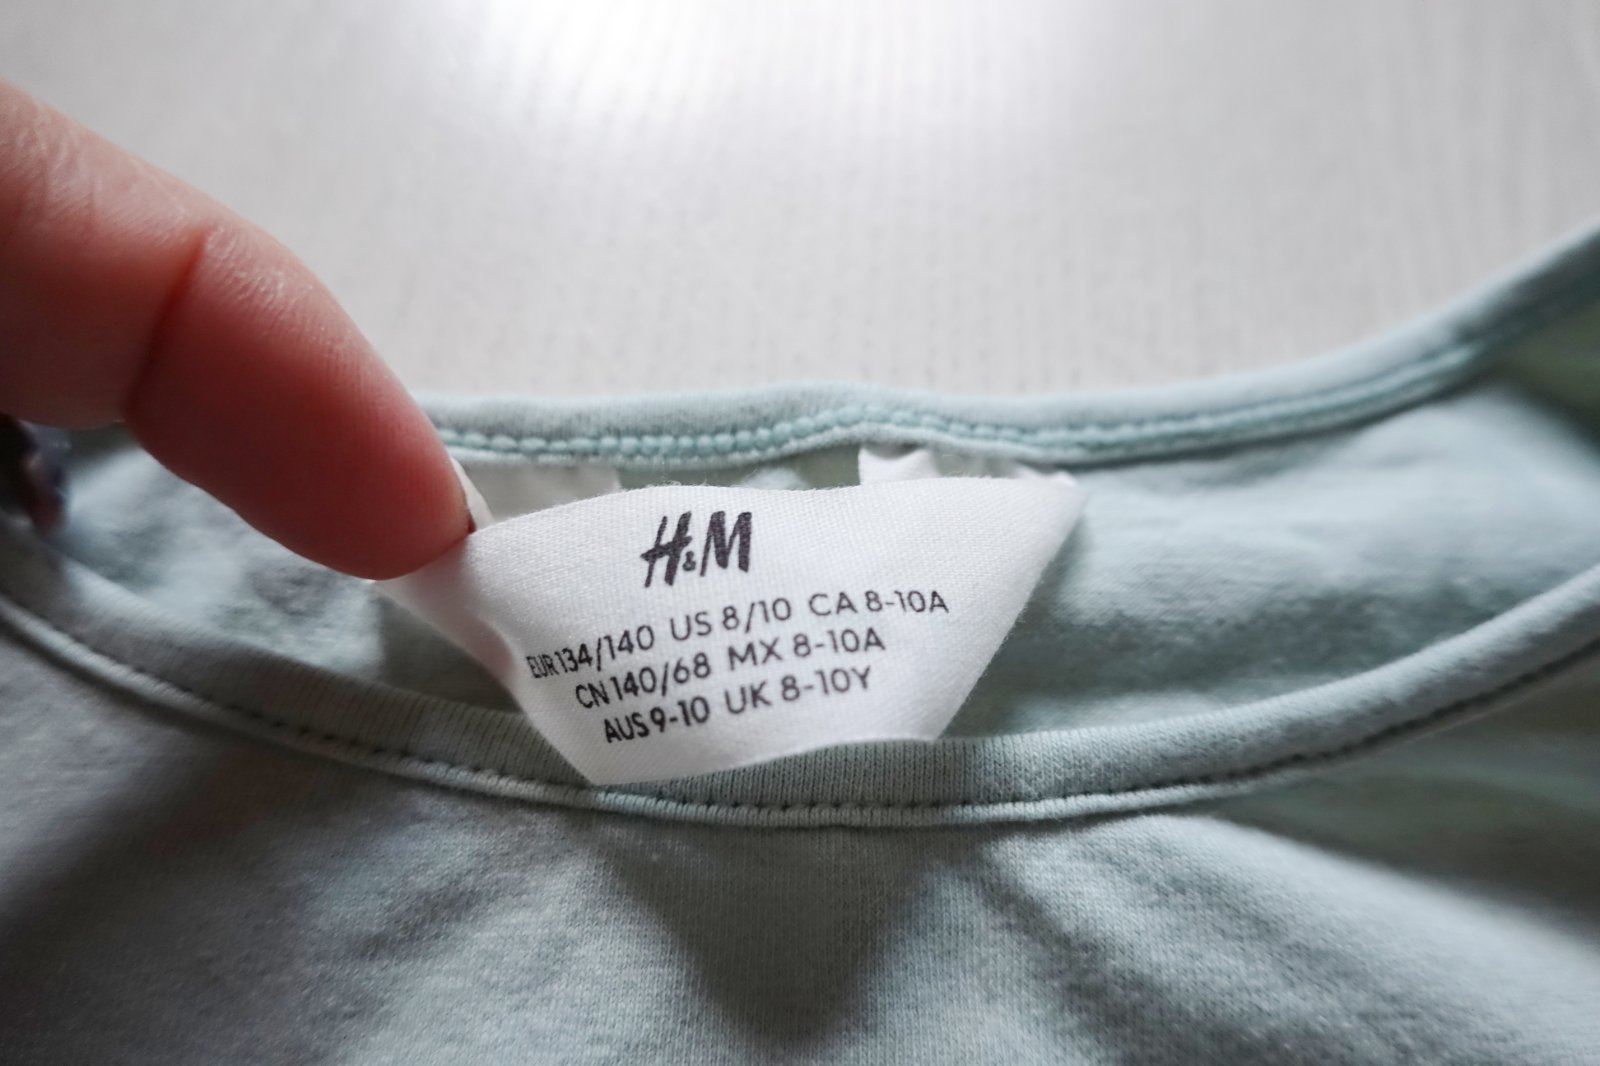 H&M
EUR 134/140 US 8/10 CA 8-10A
CN 140/68 MX 8-10A
AUS 9-10 UK 8-10Y